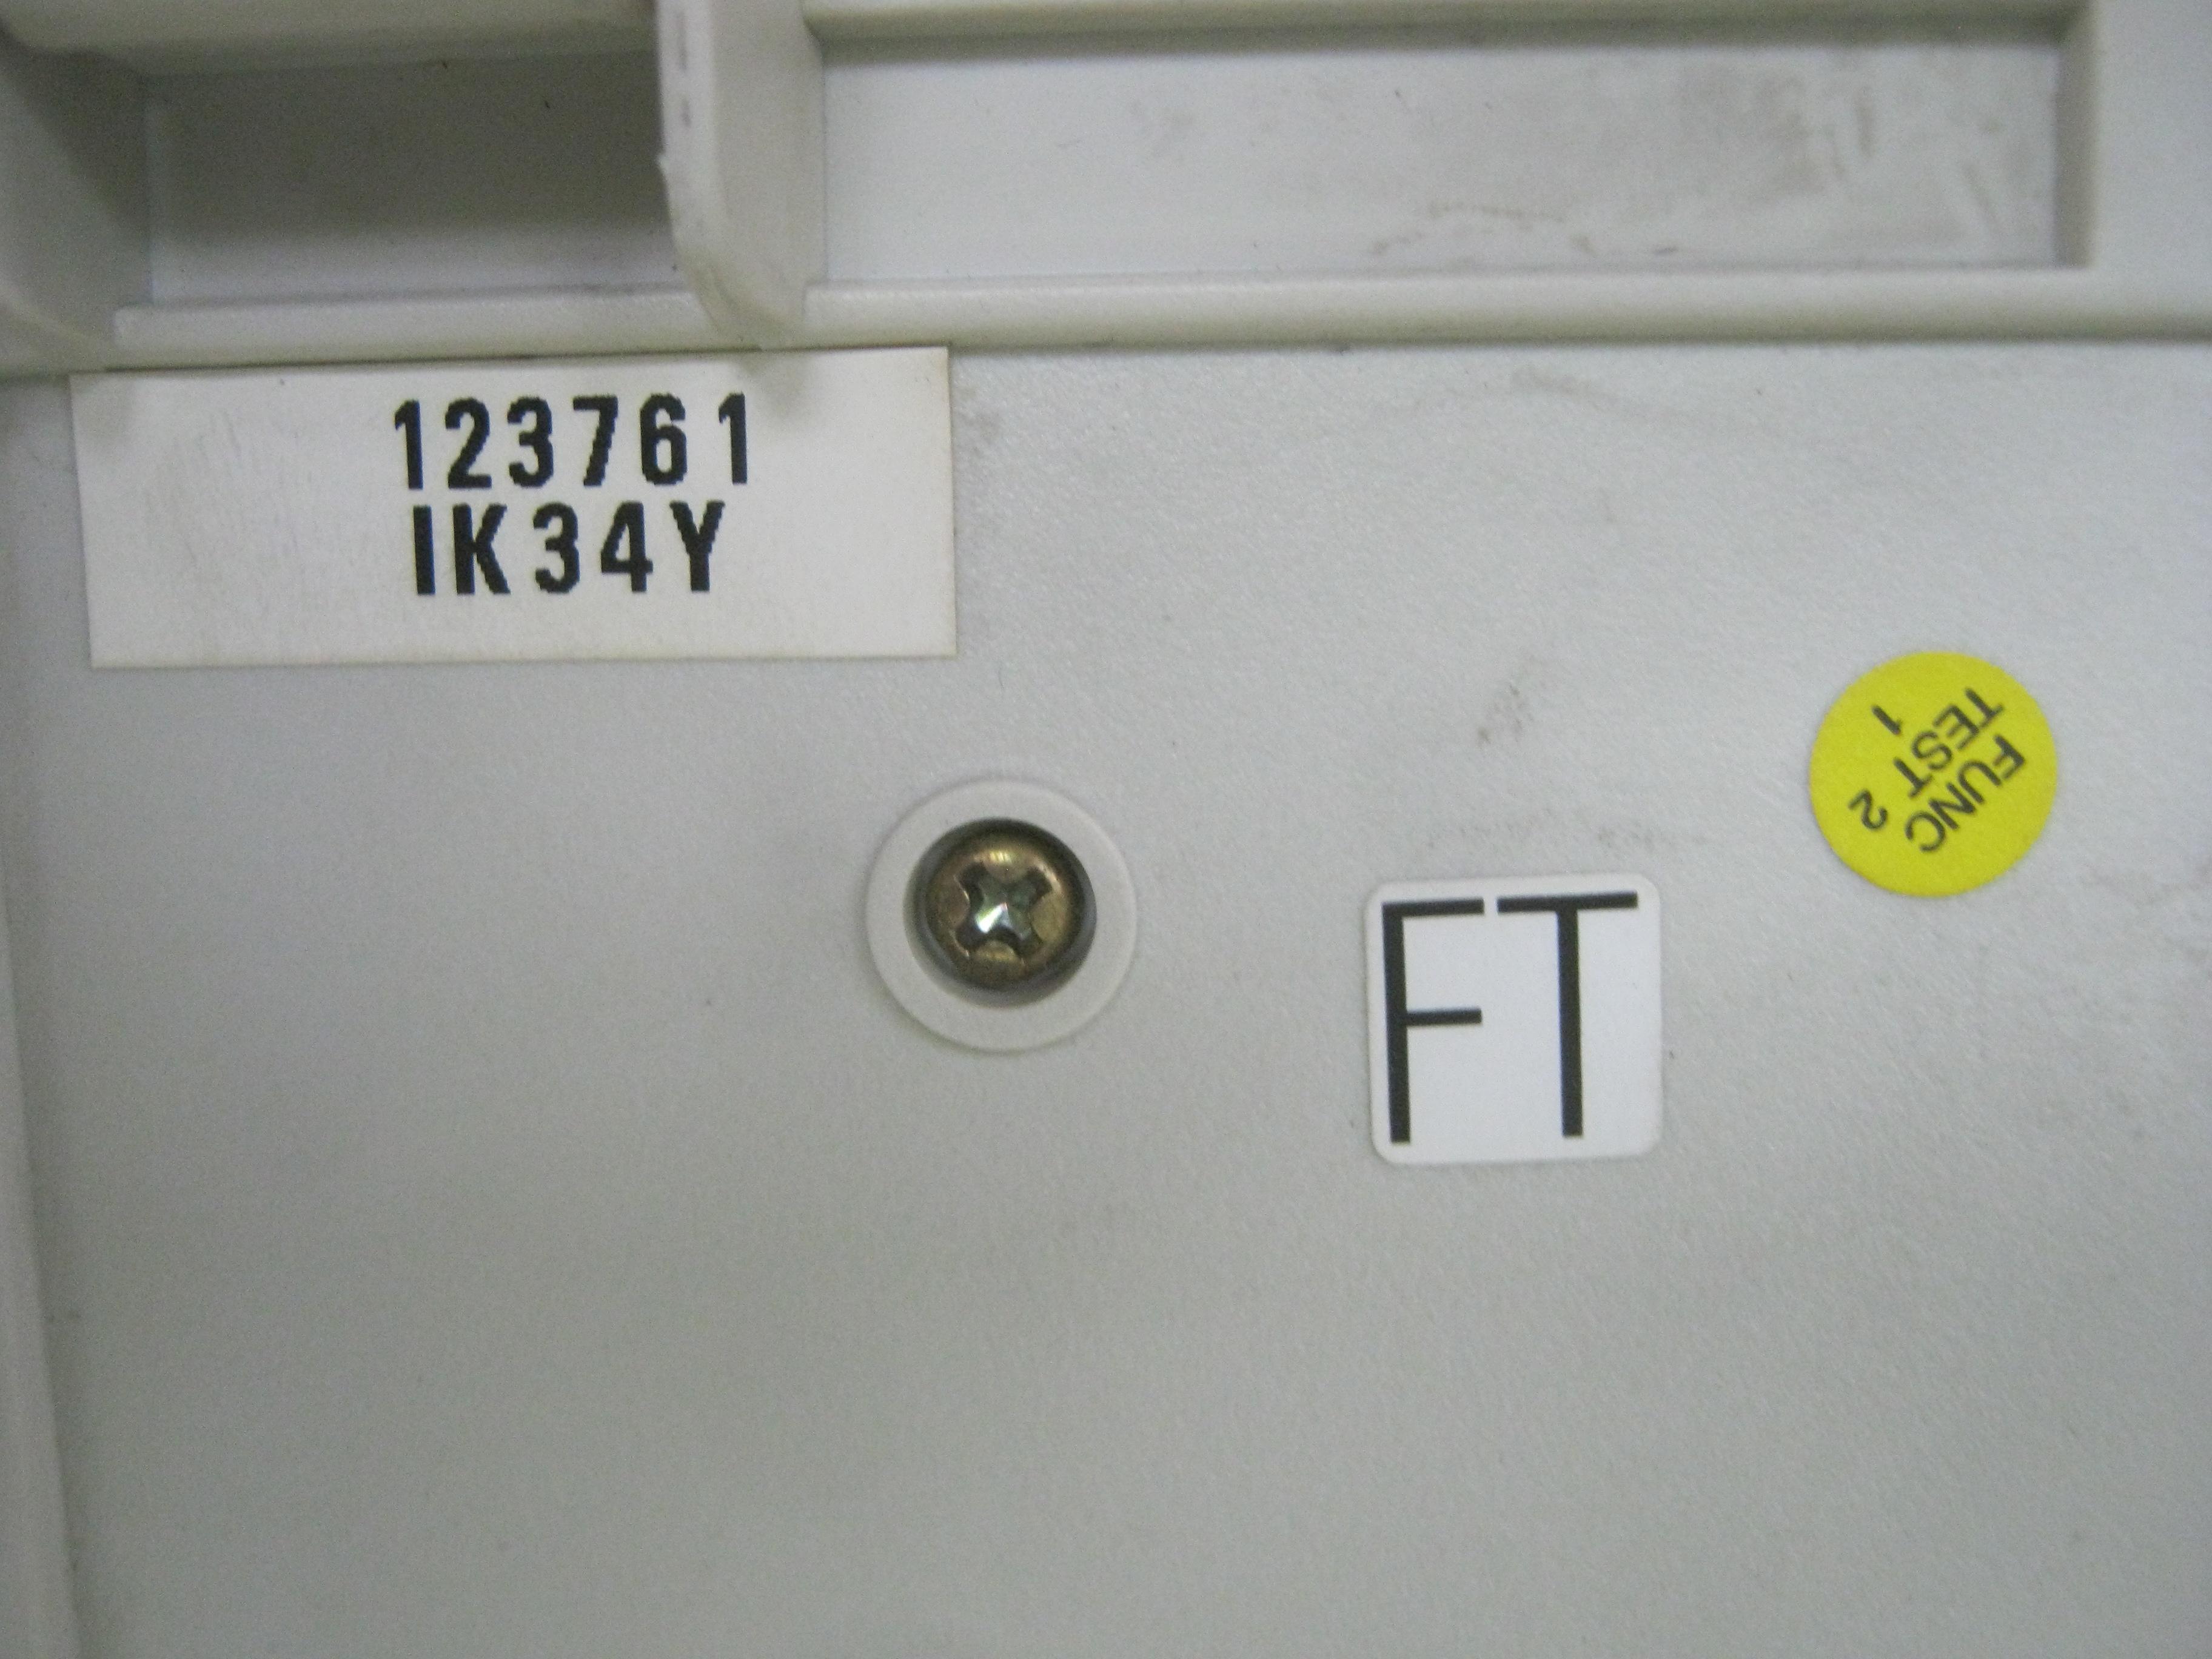 123761
IK34Y
FUNC
TEST 2
1
FT